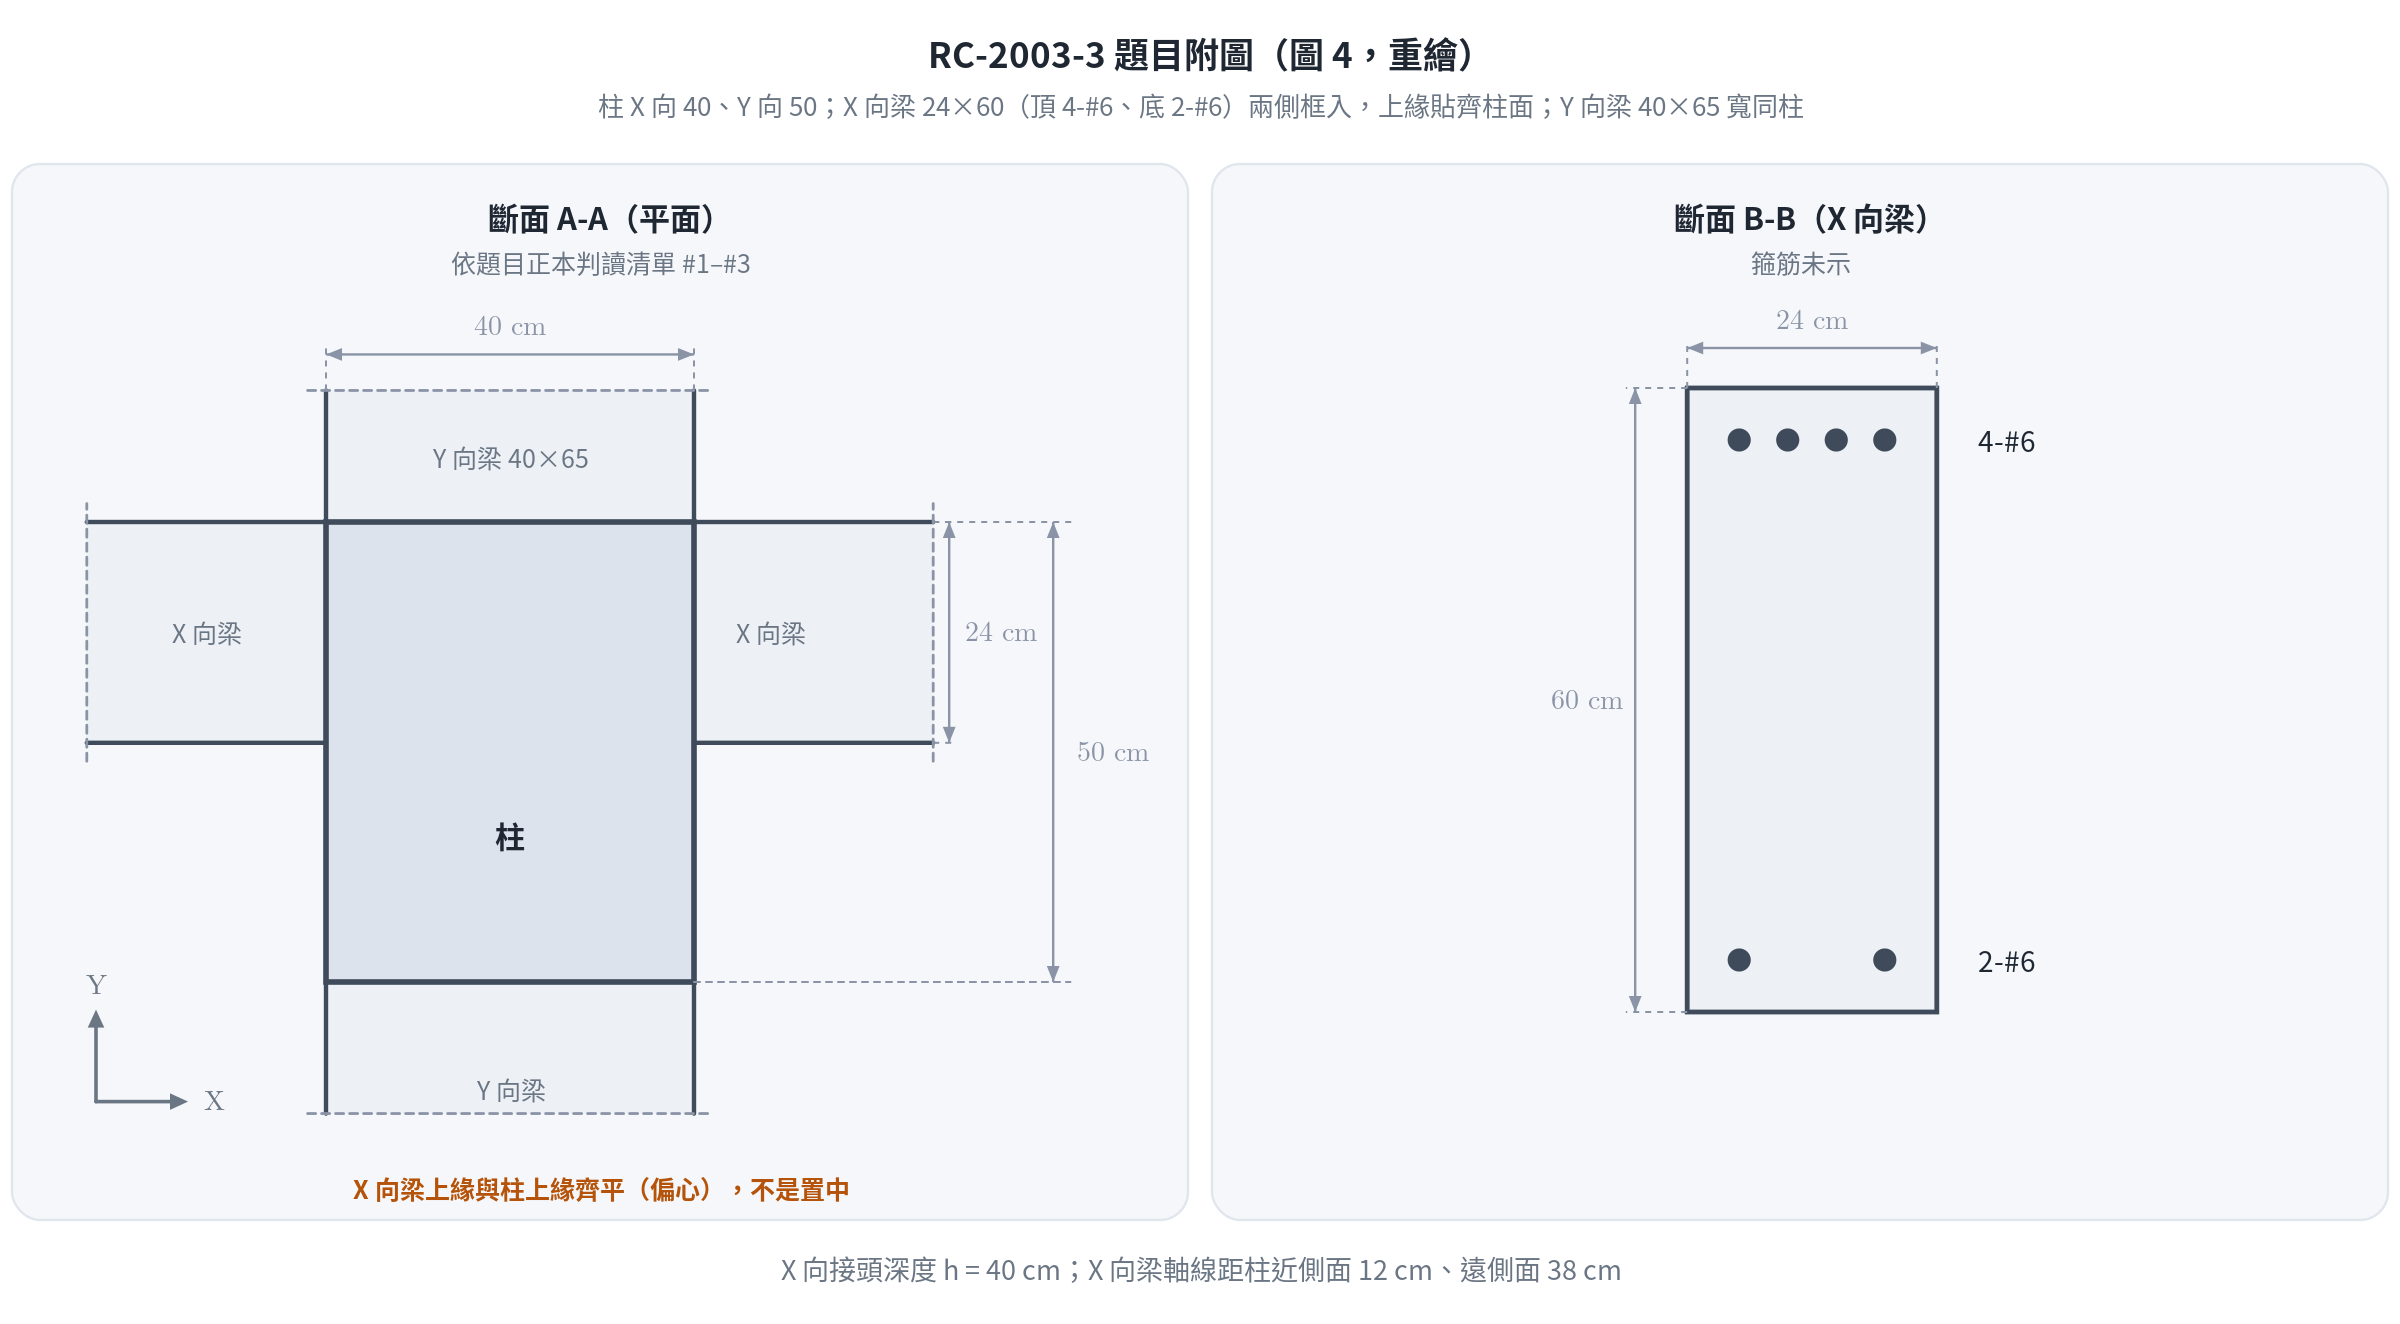 RC-2003-3 題目附圖（圖 4，重繪）
柱 X 向 40、Y 向 50；X 向梁 24×60（頂 4-#6、底 2-#6）兩側框入，上緣貼齊柱面；Y 向梁 40×65 寬同柱
斷面 A-A（平面）
依題目正本判讀清單 #1–#3
40 cm
Y 向梁 40×65
X 向梁
X 向梁
24 cm
50 cm
柱
Y
X
Y 向梁
X 向梁上緣與柱上緣齊平（偏心），不是置中
斷面 B-B（X 向梁）
箍筋未示
24 cm
4-#6
60 cm
2-#6
X 向接頭深度 h = 40 cm；X 向梁軸線距柱近側面 12 cm、遠側面 38 cm